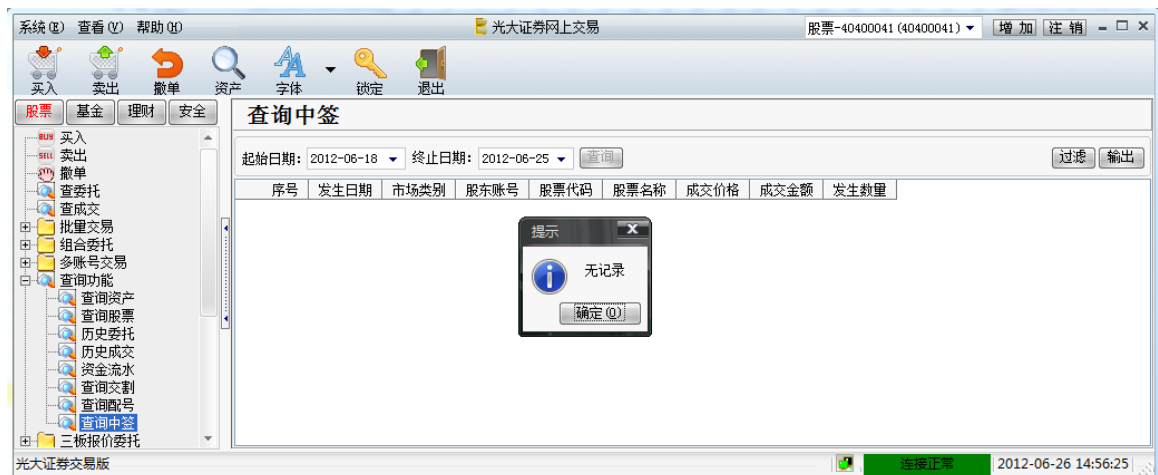 系统(E) 查看(V) 帮助(H) 光大证券网上交易 股票-40400041(40400041) 增加 注销
买入 卖出 撤单 资产 字体 锁定 退出
股票 基金 理财 安全
查询中签
起始日期: 2012-06-18 终止日期: 2012-06-25 查询 过滤 输出
序号 发生日期 市场类别 股东账号 股票代码 股票名称 成交价格 成交金额 发生数量
BUY 买入
SELL 卖出
撤单
查委托
查成交
批量交易
组合委托
多账号交易
查询功能
查询资产
查询股票
历史委托
历史成交
资金流水
查询交割
查询配号
查询中签
三板报价委托
提示
无记录
确定(O)
光大证券交易版 连接正常 2012-06-26 14:56:25